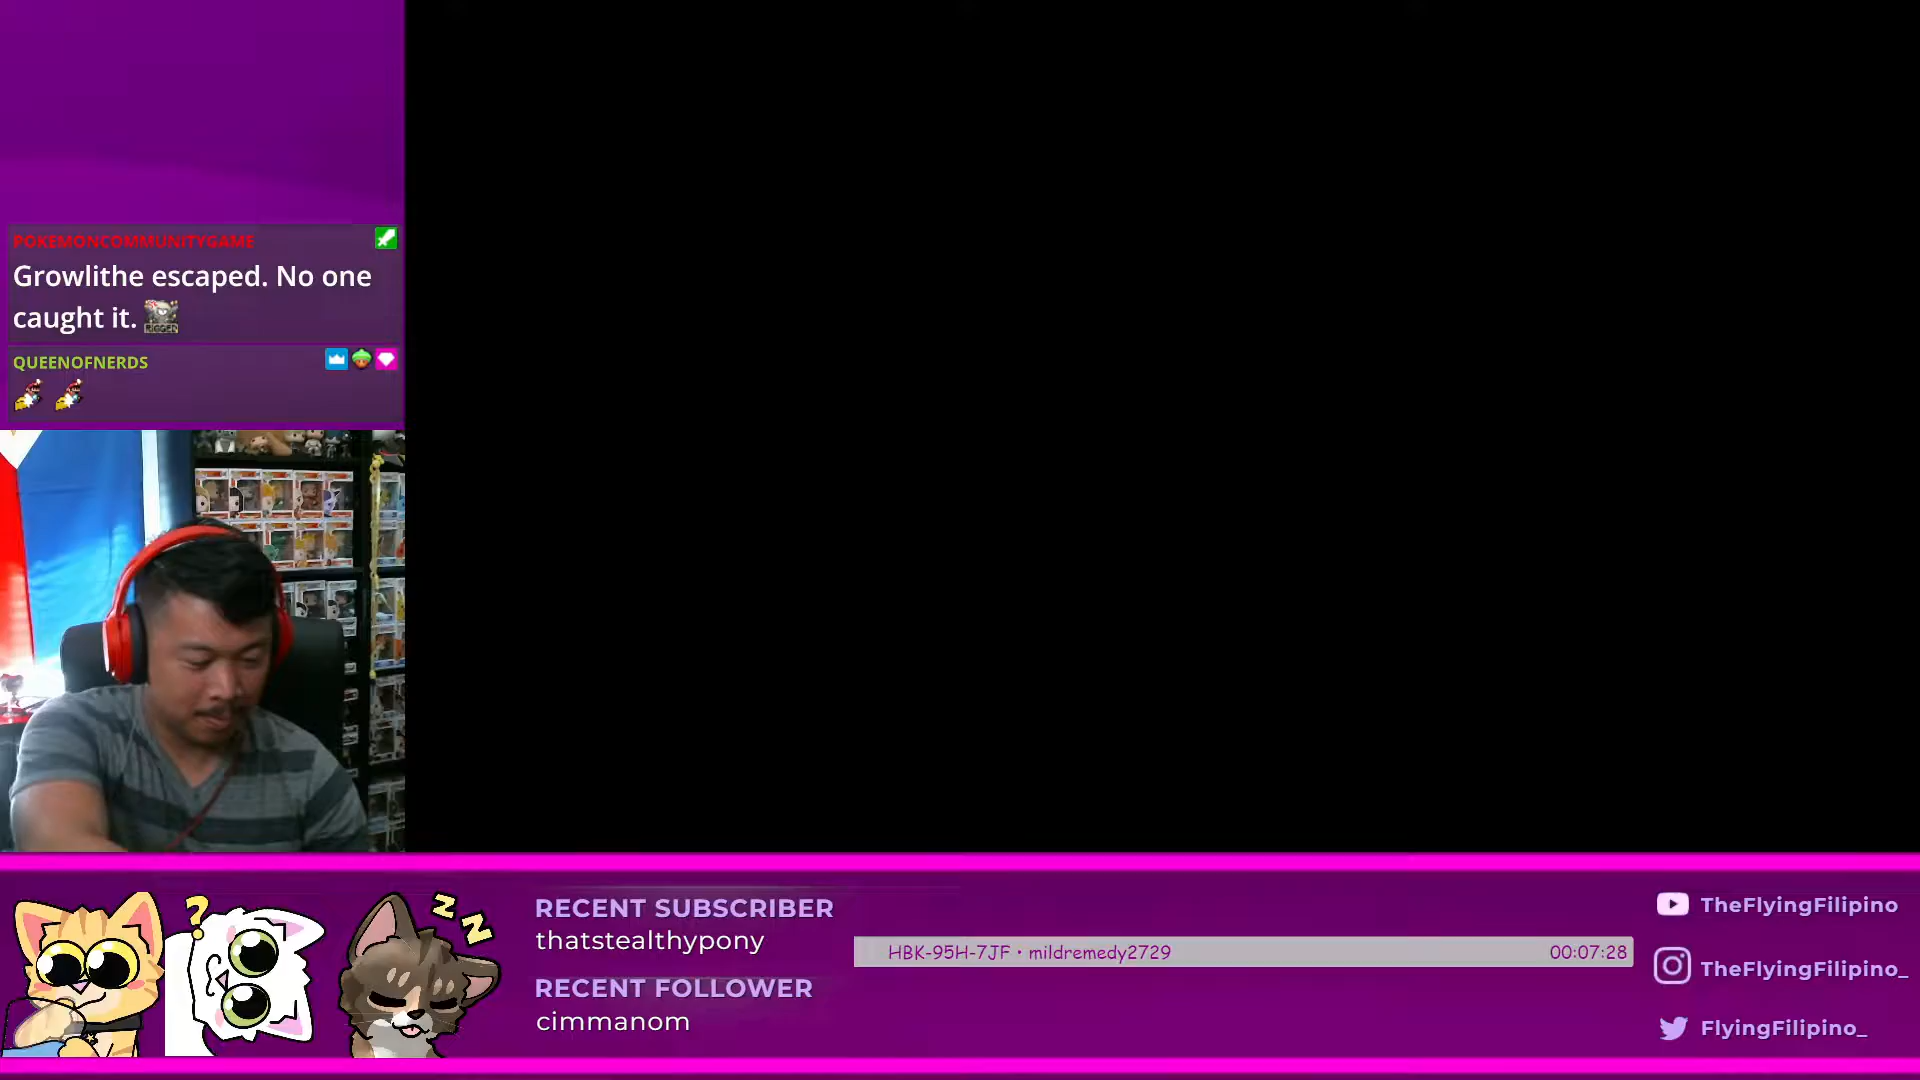 POKEMONCOMMUNITYGAME
Growlithe escaped. No one
caught it.
RIGGED
QUEENOFNERDS
?
Z Z
RECENT SUBSCRIBER
thatstealthypony
RECENT FOLLOWER
cimmanom
HBK-95H-7JF • mildremedy2729 00:07:28
TheFlyingFilipino
TheFlyingFilipino_
FlyingFilipino_